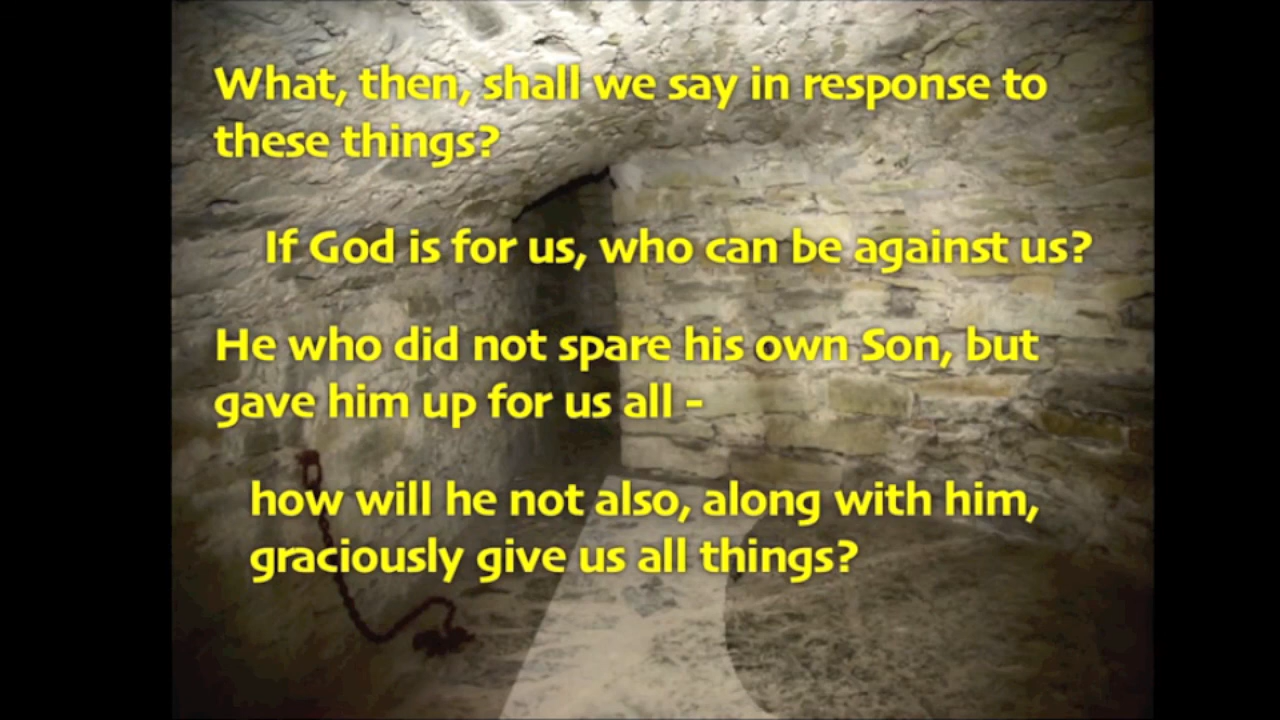 What, then, shall we say in response to
these things?
If God is for us, who can be against us?
He who did not spare his own Son, but
gave him up for us all -
how will he not also, along with him,
graciously give us all things?